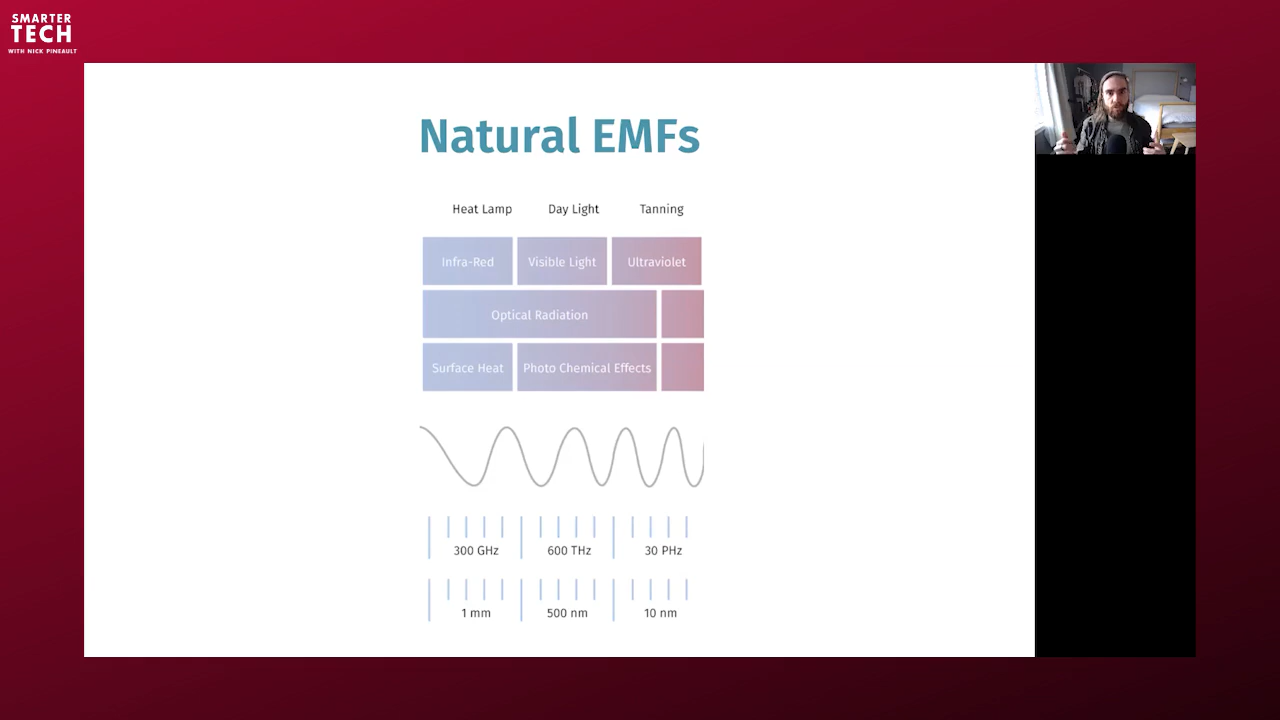 SMARTER
TECH
WITH NICK PINEAULT
Natural EMFs
Heat Lamp Day Light Tanning
Infra-Red Visible Light Ultraviolet
Optical Radiation
Surface Heat Photo Chemical Effects
300 GHz 600 THz 30 PHz
1 mm 500 nm 10 nm